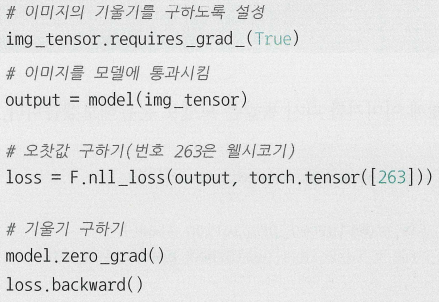 # 이미지의 기울기를 구하도록 설정
img_tensor.requires_grad_(True)
# 이미지를 모델에 통과시킴
output = model(img_tensor)
# 오찻값 구하기(번호 263은 웰시코기)
loss = F.nll_loss(output, torch.tensor([263]))
# 기울기 구하기
model.zero_grad()
loss.backward()